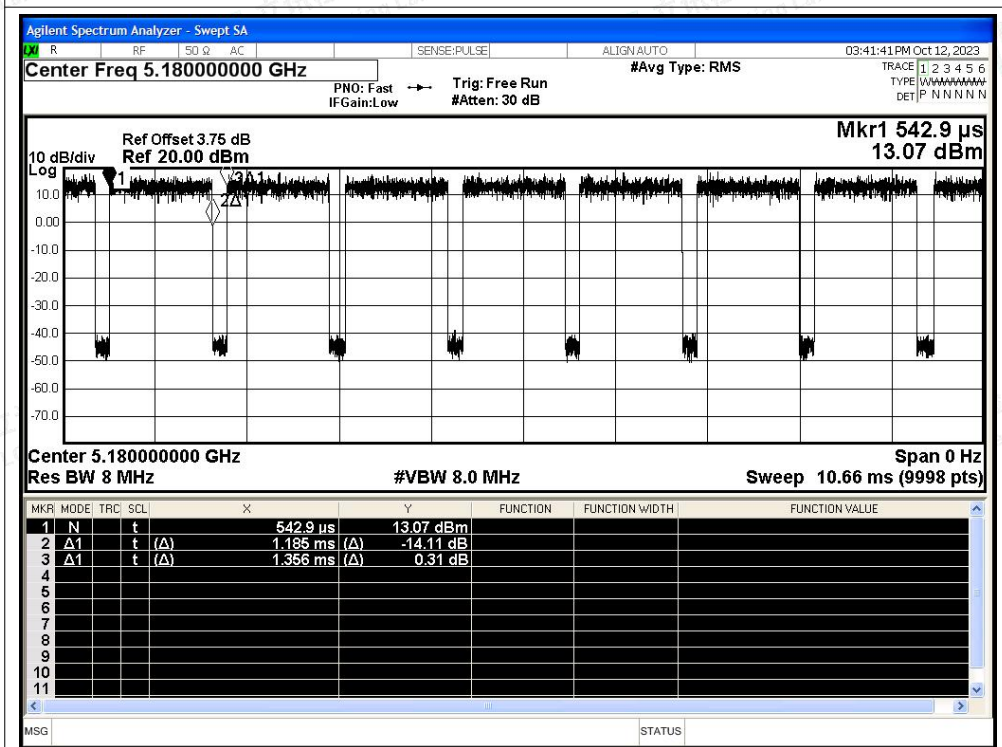 Agilent Spectrum Analyzer - Swept SA
LXI R RF 50 Ω AC SENSE:PULSE ALIGN AUTO 03:41:41 PM Oct 12, 2023
Center Freq 5.180000000 GHz
PNO: Fast
IFGain:Low
Trig: Free Run
#Atten: 30 dB
#Avg Type: RMS
TRACE 1 2 3 4 5 6
TYPE WWWWWW
DET P N N N N N
Mkr1 542.9 µs
13.07 dBm
Ref Offset 3.75 dB
10 dB/div Ref 20.00 dBm
Log
1
3Δ1
2Δ
10.0
0.00
-10.0
-20.0
-30.0
-40.0
-50.0
-60.0
-70.0
Center 5.180000000 GHz Span 0 Hz
Res BW 8 MHz #VBW 8.0 MHz Sweep 10.66 ms (9998 pts)
MKR MODE TRC SCL X Y FUNCTION FUNCTION WIDTH FUNCTION VALUE
1 N t 542.9 µs 13.07 dBm
2 Δ1 t (Δ) 1.185 ms (Δ) -14.11 dB
3 Δ1 t (Δ) 1.356 ms (Δ) 0.31 dB
4
5
6
7
8
9
10
11
MSG STATUS